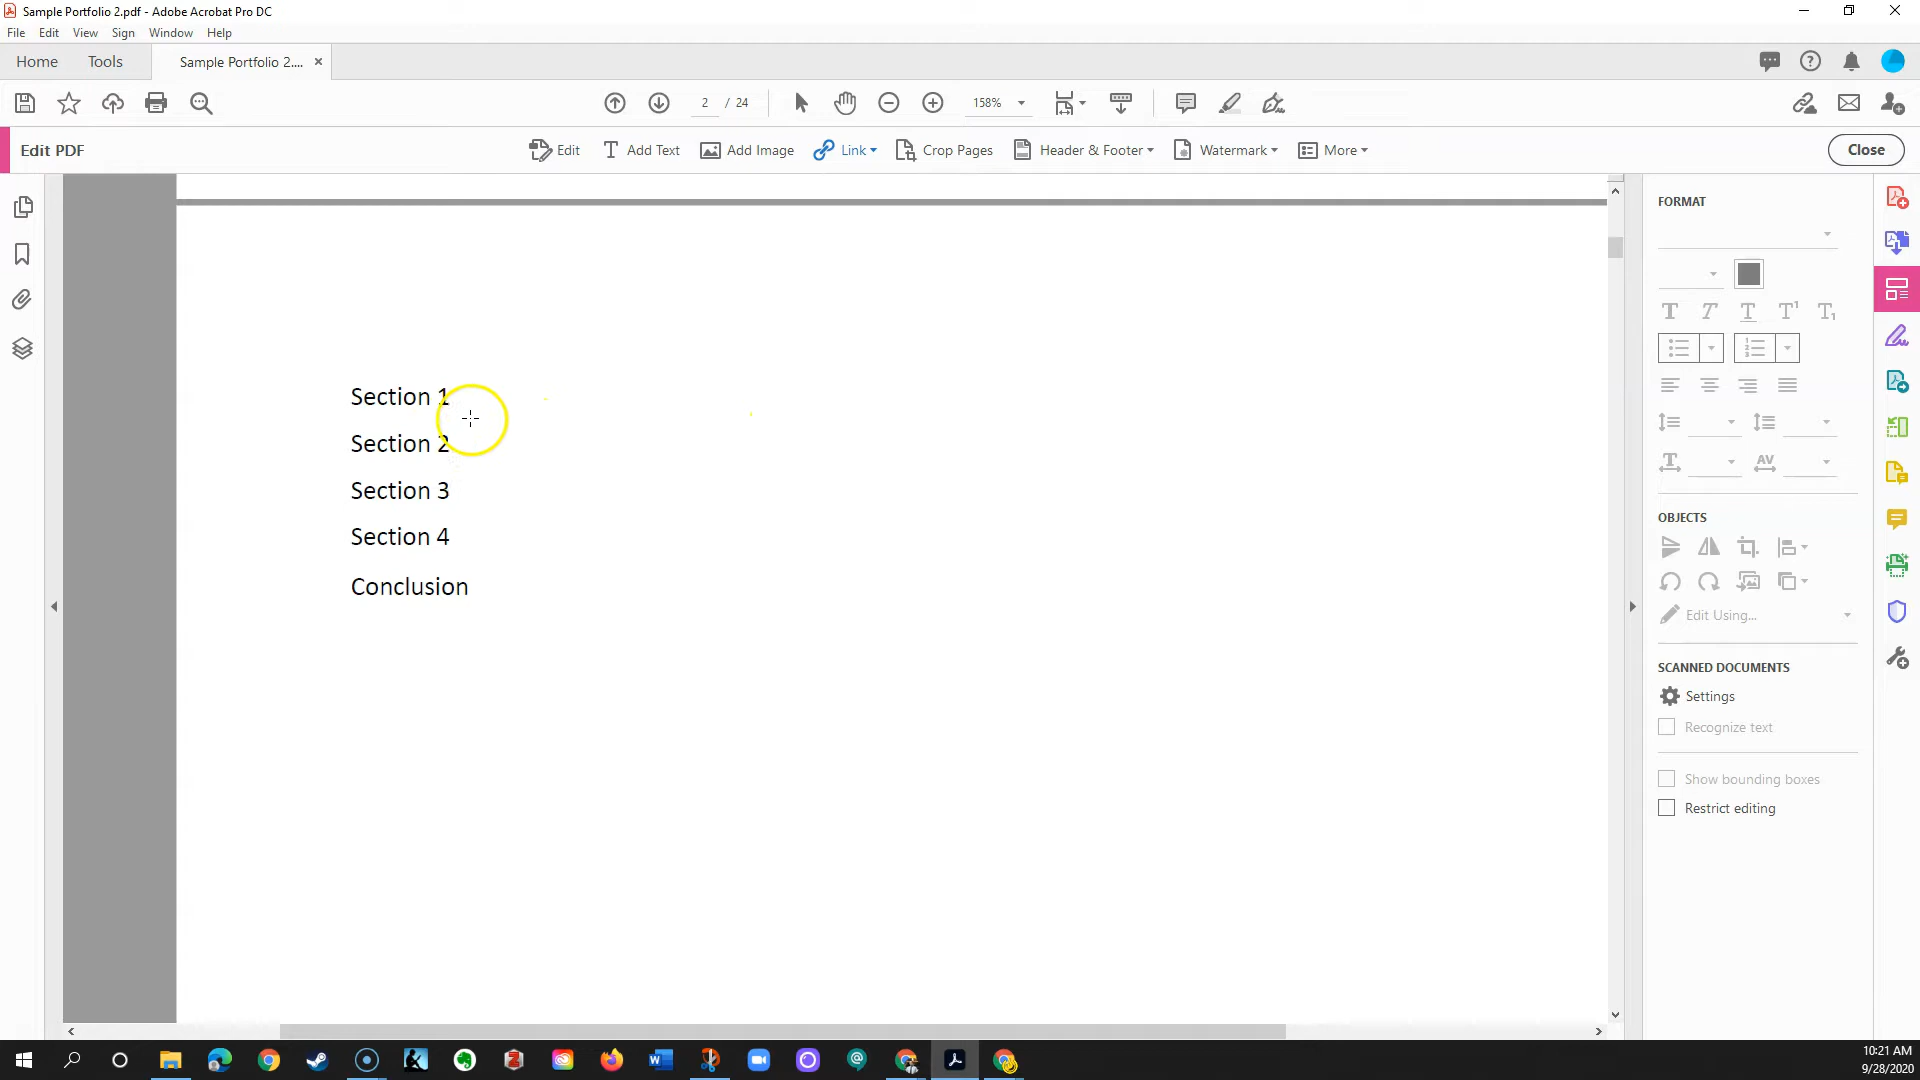 Sample Portfolio 2.pdf - Adobe Acrobat Pro DC
File Edit View Sign Window Help
Home Tools Sample Portfolio 2.... ×
2 / 24 158%
Edit PDF Edit Add Text Add Image Link Crop Pages Header & Footer Watermark More Close
FORMAT
Section 1
Section 2
Section 3
Section 4
Conclusion
OBJECTS
Edit Using...
SCANNED DOCUMENTS
Settings
Recognize text
Show bounding boxes
Restrict editing
10:21 AM
9/28/2020